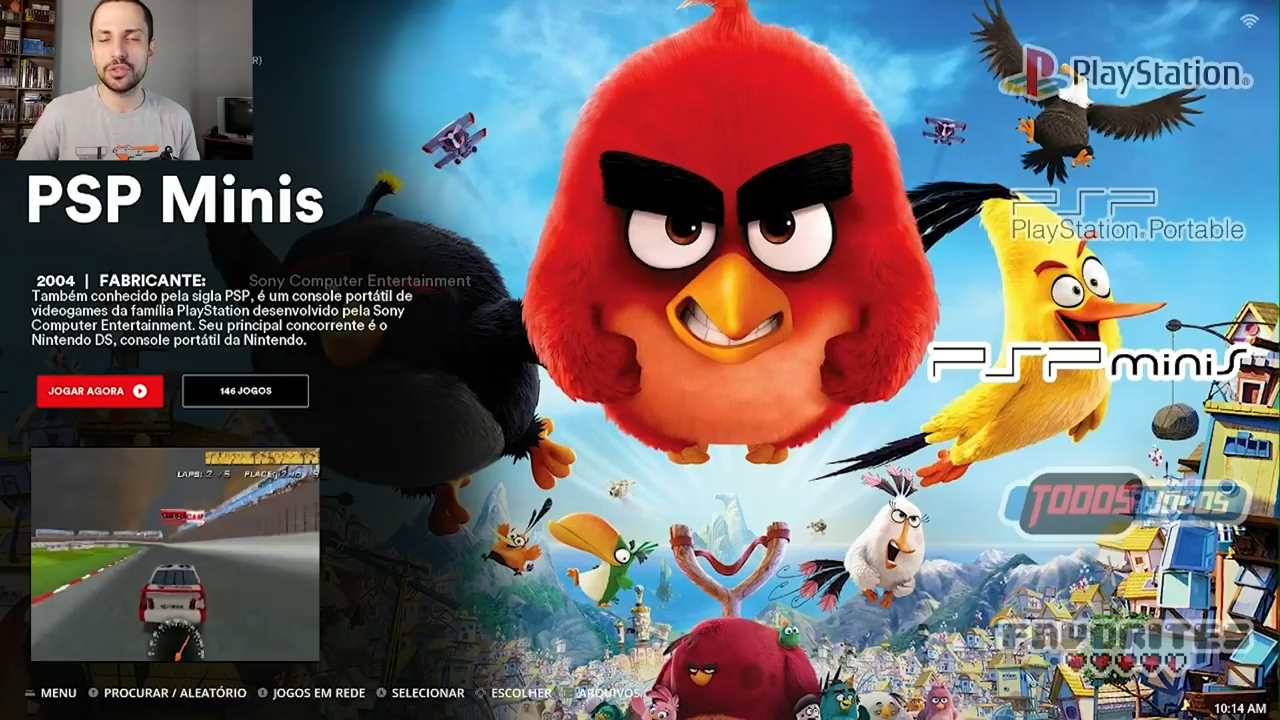 R)
PlayStation®
PSP Minis
PSP
PlayStation®Portable
2004 | FABRICANTE: Sony Computer Entertainment
Também conhecido pela sigla PSP, é um console portátil de
videogames da família PlayStation desenvolvido pela Sony
Computer Entertainment. Seu principal concorrente é o
Nintendo DS, console portátil da Nintendo.
PSP minis
JOGAR AGORA
146 JOGOS
LAPS: 2 / 5 PLACE:
TODOS JOGOS
FAVORITES
MENU PROCURAR / ALEATÓRIO JOGOS EM REDE SELECIONAR ESCOLHER ARQUIVOS
10:14 AM